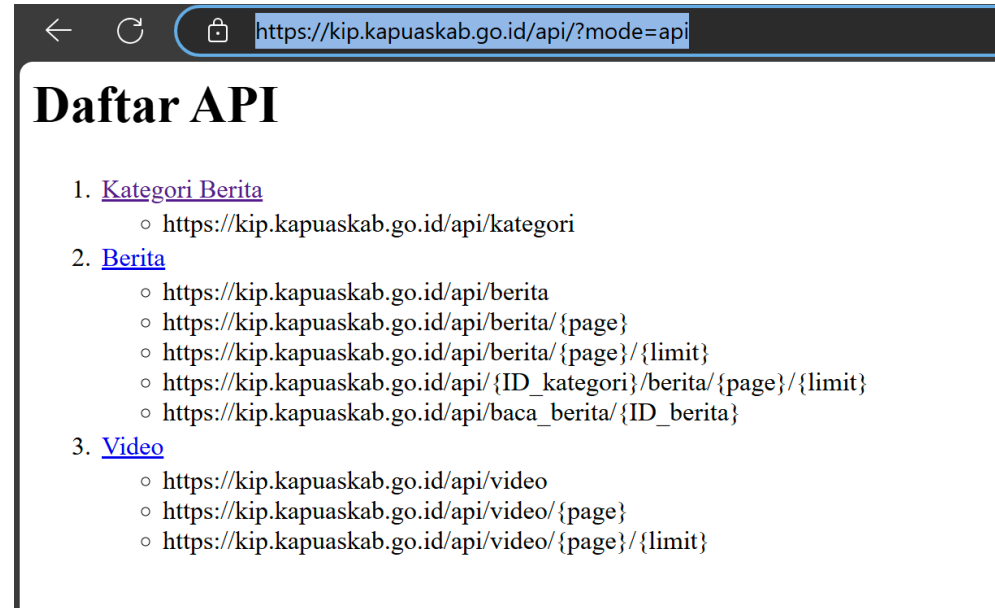 https://kip.kapuaskab.go.id/api/?mode=api
Daftar API
1. Kategori Berita
◦ https://kip.kapuaskab.go.id/api/kategori
2. Berita
◦ https://kip.kapuaskab.go.id/api/berita
◦ https://kip.kapuaskab.go.id/api/berita/{page}
◦ https://kip.kapuaskab.go.id/api/berita/{page}/{limit}
◦ https://kip.kapuaskab.go.id/api/{ID_kategori}/berita/{page}/{limit}
◦ https://kip.kapuaskab.go.id/api/baca_berita/{ID_berita}
3. Video
◦ https://kip.kapuaskab.go.id/api/video
◦ https://kip.kapuaskab.go.id/api/video/{page}
◦ https://kip.kapuaskab.go.id/api/video/{page}/{limit}